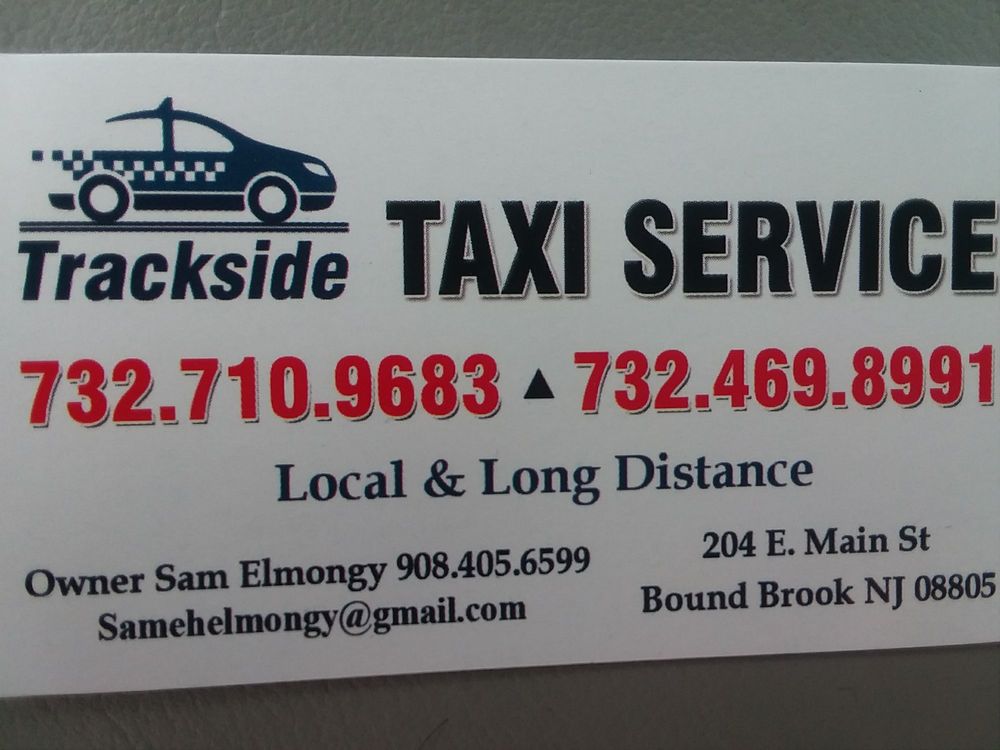 Trackside
TAXI SERVICE
732.710.9683 ▲ 732.469.8991
Local & Long Distance
Owner Sam Elmongy 908.405.6599
Samehelmongy@gmail.com
204 E. Main St
Bound Brook NJ 08805